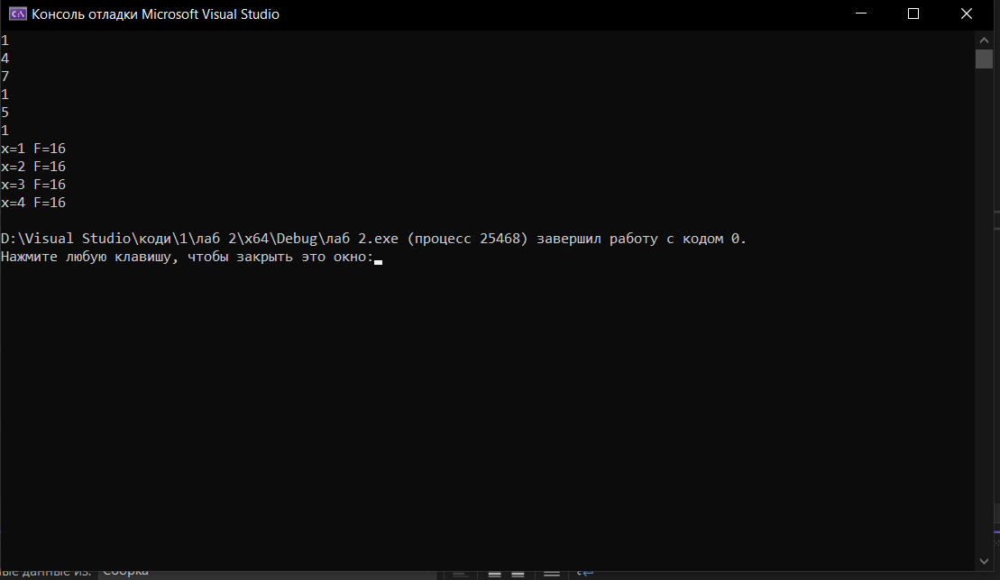 Консоль отладки Microsoft Visual Studio
1
4
7
1
5
1
x=1 F=16
x=2 F=16
x=3 F=16
x=4 F=16
D:\Visual Studio\коди\1\лаб 2\x64\Debug\лаб 2.exe (процесс 25468) завершил работу с кодом 0.
Нажмите любую клавишу, чтобы закрыть это окно:
данные из: Сборка